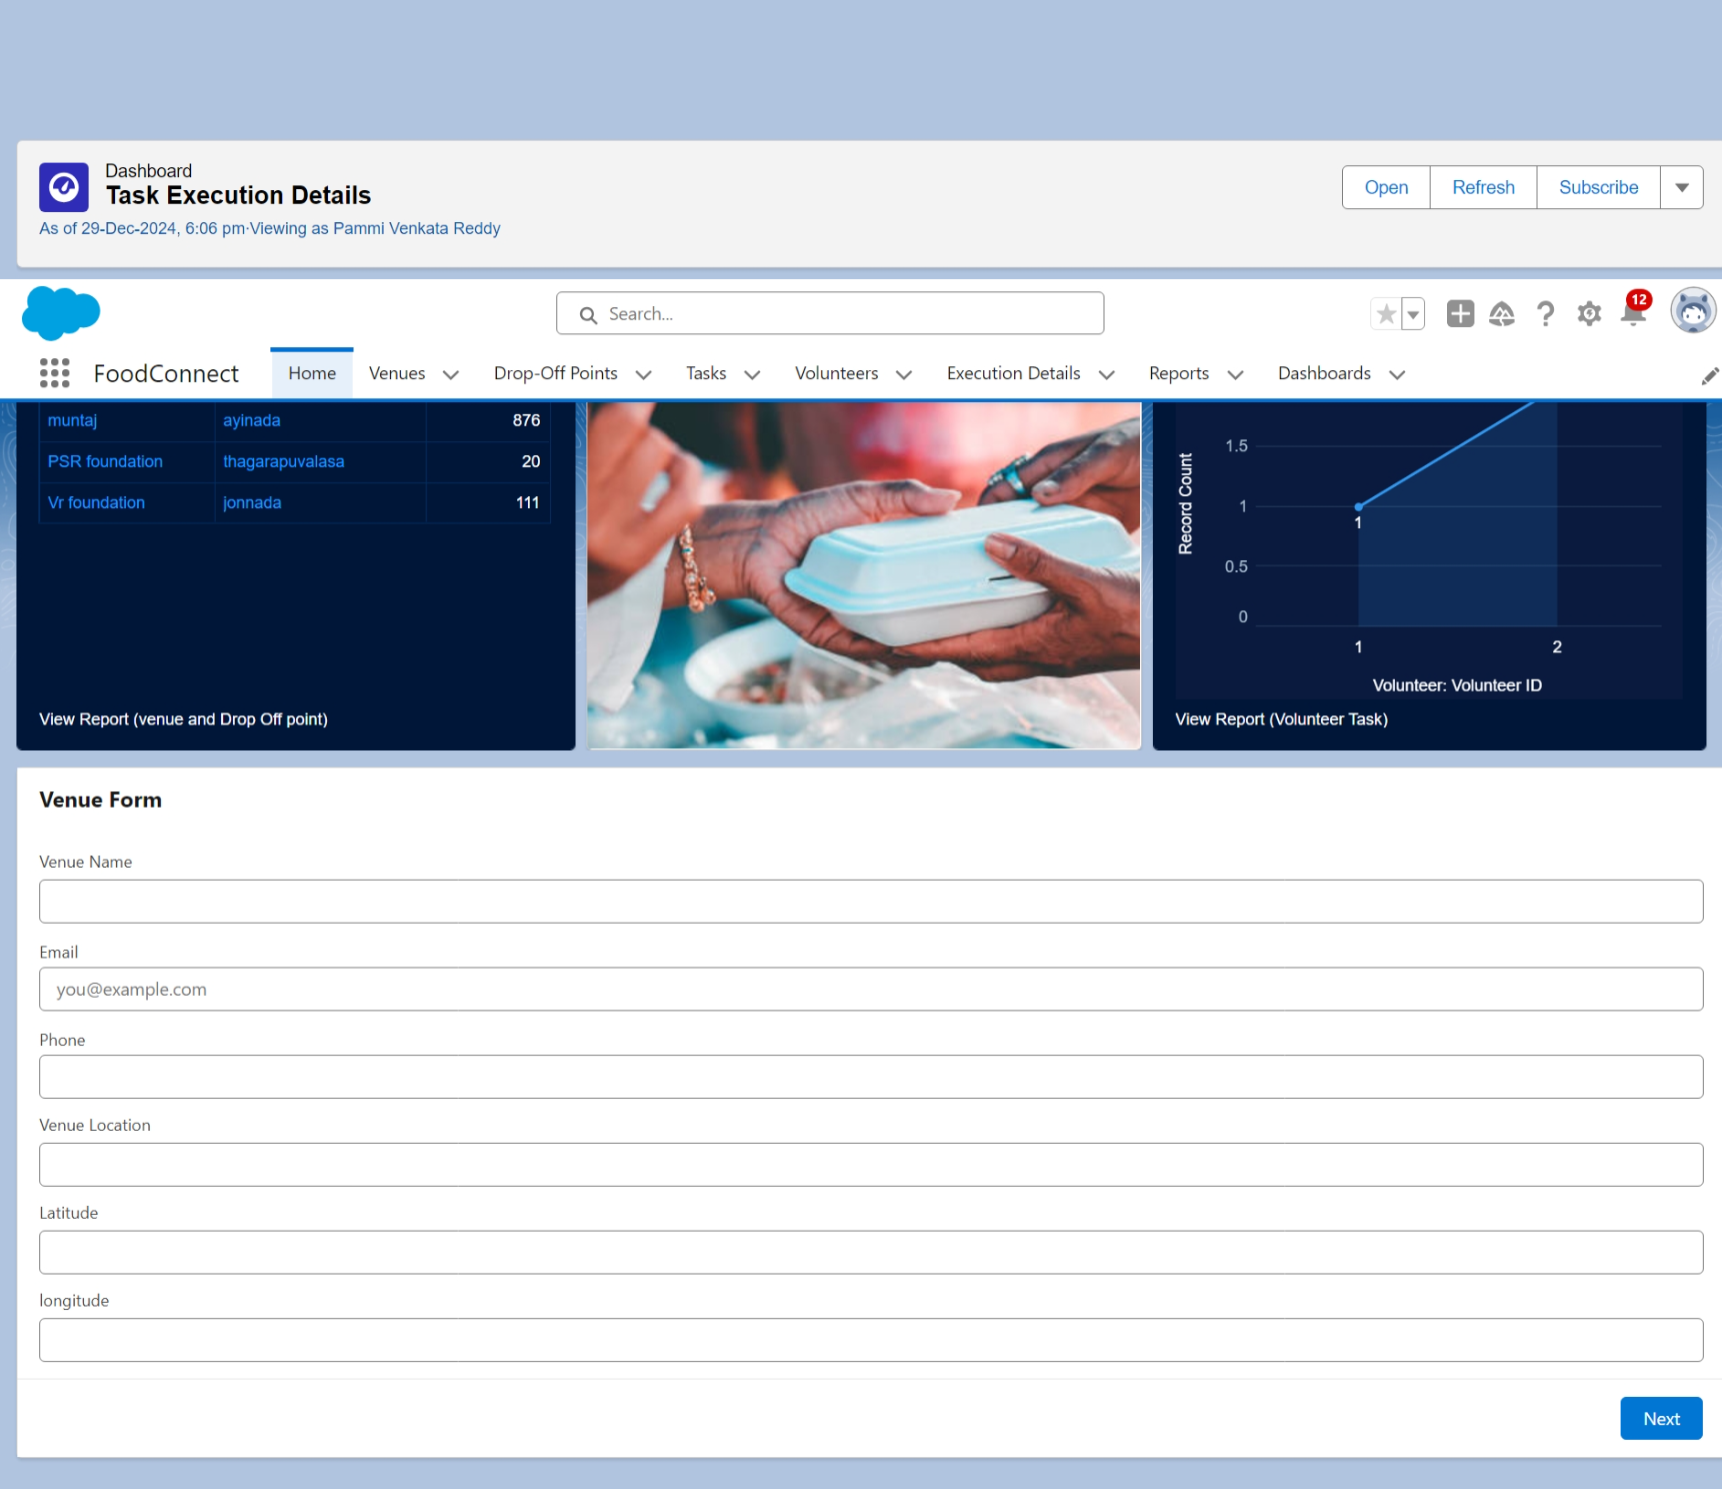 Dashboard
Task Execution Details
As of 29-Dec-2024, 6:06 pm·Viewing as Pammi Venkata Reddy
Open Refresh Subscribe
Search...
12
FoodConnect Home Venues Drop-Off Points Tasks Volunteers Execution Details Reports Dashboards
muntaj ayinada 876
PSR foundation thagarapuvalasa 20
Vr foundation jonnada 111
View Report (venue and Drop Off point)
Record Count
1.5
1
0.5
0
1
1 2
Volunteer: Volunteer ID
View Report (Volunteer Task)
Venue Form
Venue Name
Email
you@example.com
Phone
Venue Location
Latitude
longitude
Next